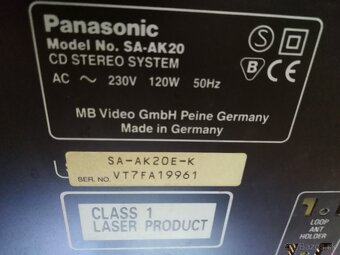 Panasonic
Model No. SA-AK20
CD STEREO SYSTEM
AC ~ 230V 120W 50Hz
S
B
MB Video GmbH Peine Germany
Made in Germany
SA-AK20E-K
SER. NO. VT7FA19961
CLASS 1
LASER PRODUCT
LOOP
ANT
HOLDER